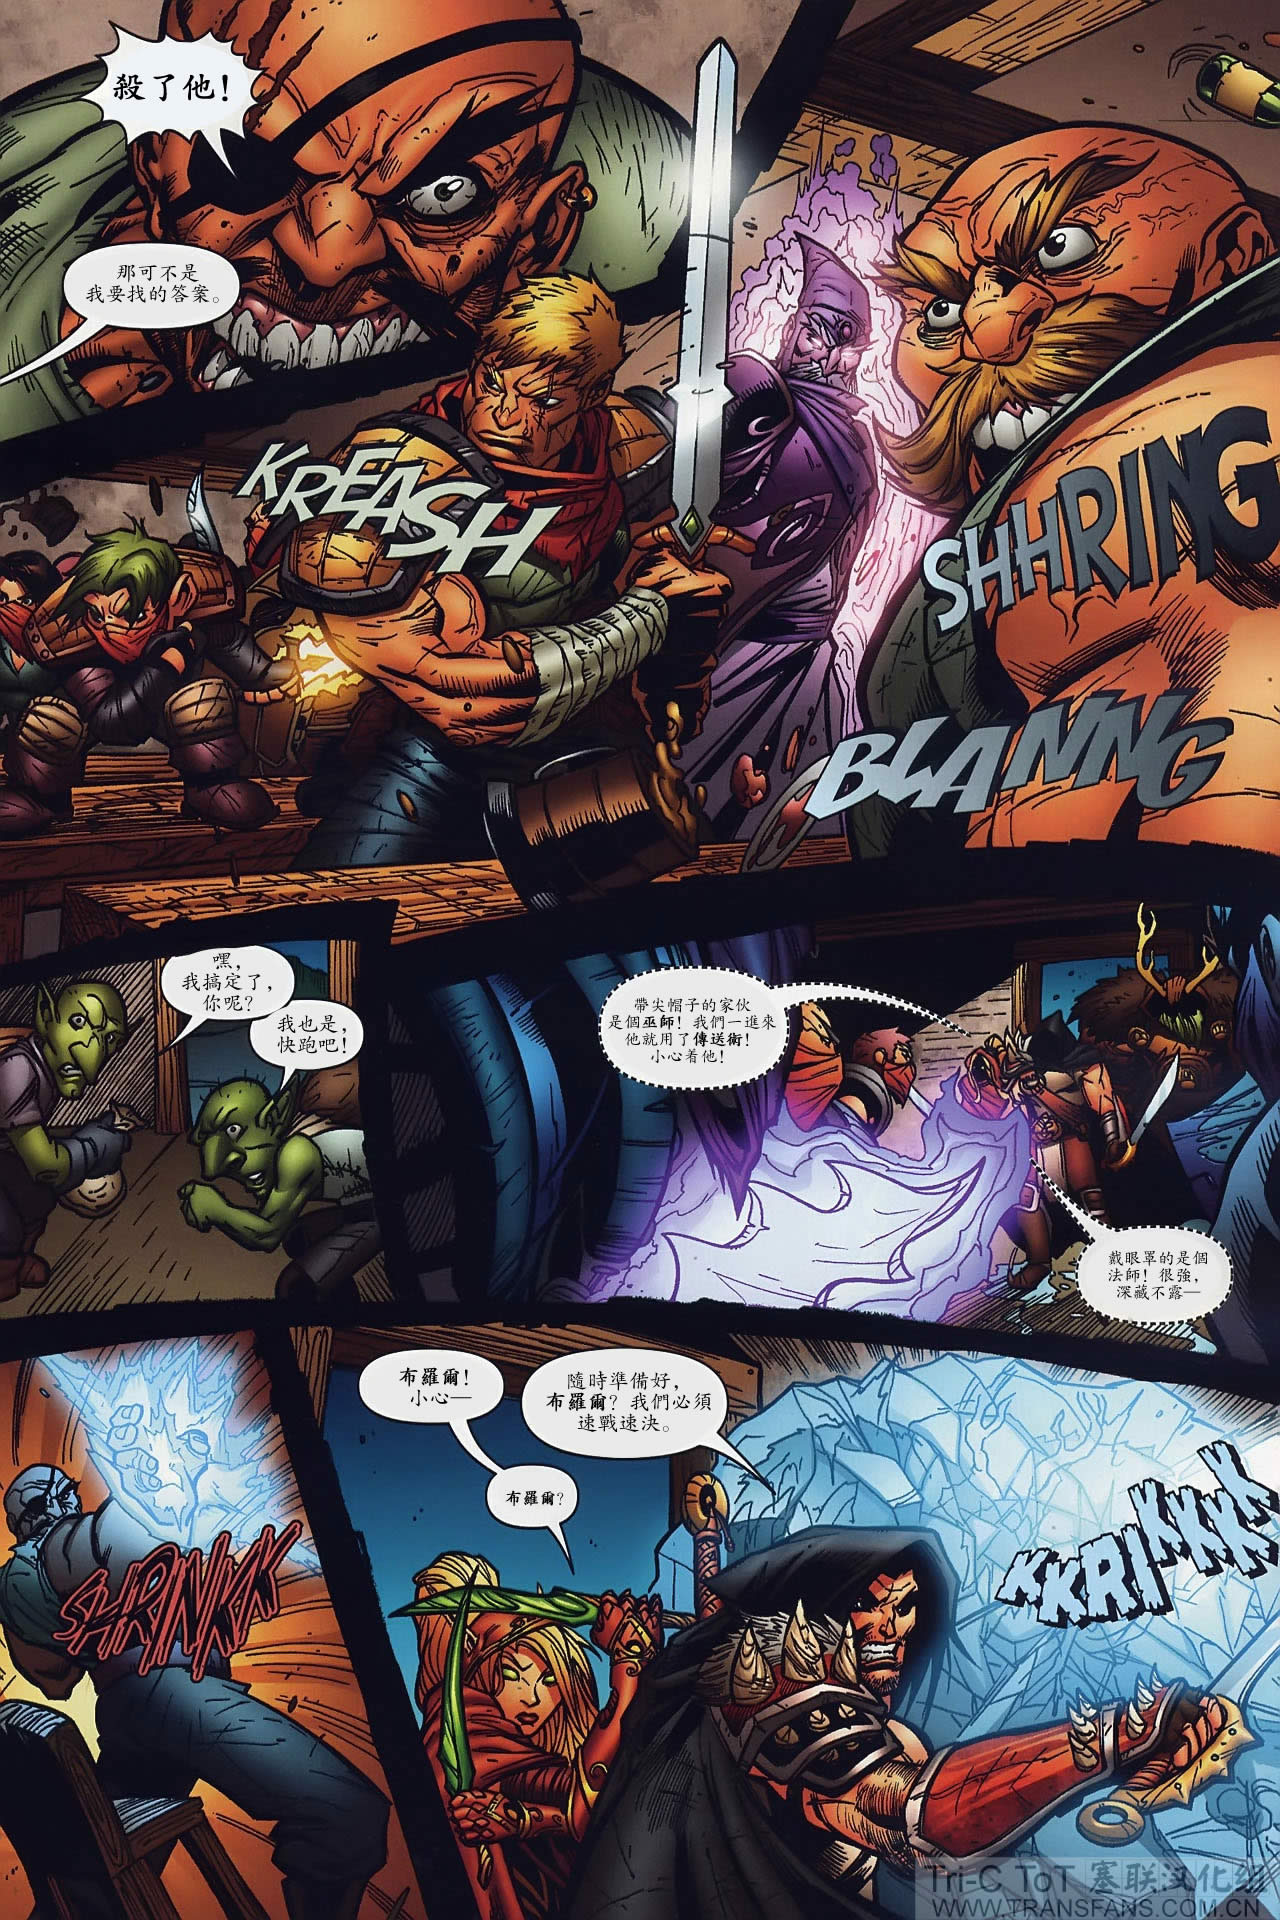 殺了他！
那可不是
我要找的答案。
KREASH
SHHRING
BLANNNG
嘿，
我搞定了，
你呢？
我也是，
快跑吧！
帶尖帽子的家伙
是個巫師！我們一進來
他就用了傳送術！
小心着他！
戴眼罩的是個
法師！很強，
深藏不露—
SHRINKK
布羅爾！
小心—
布羅爾？
隨時準備好，
布羅爾？我們必須
速戰速決。
KKRIKKKK
Tri-C ToT 塞联汉化组
WWW.TRANSFANS.COM.CN